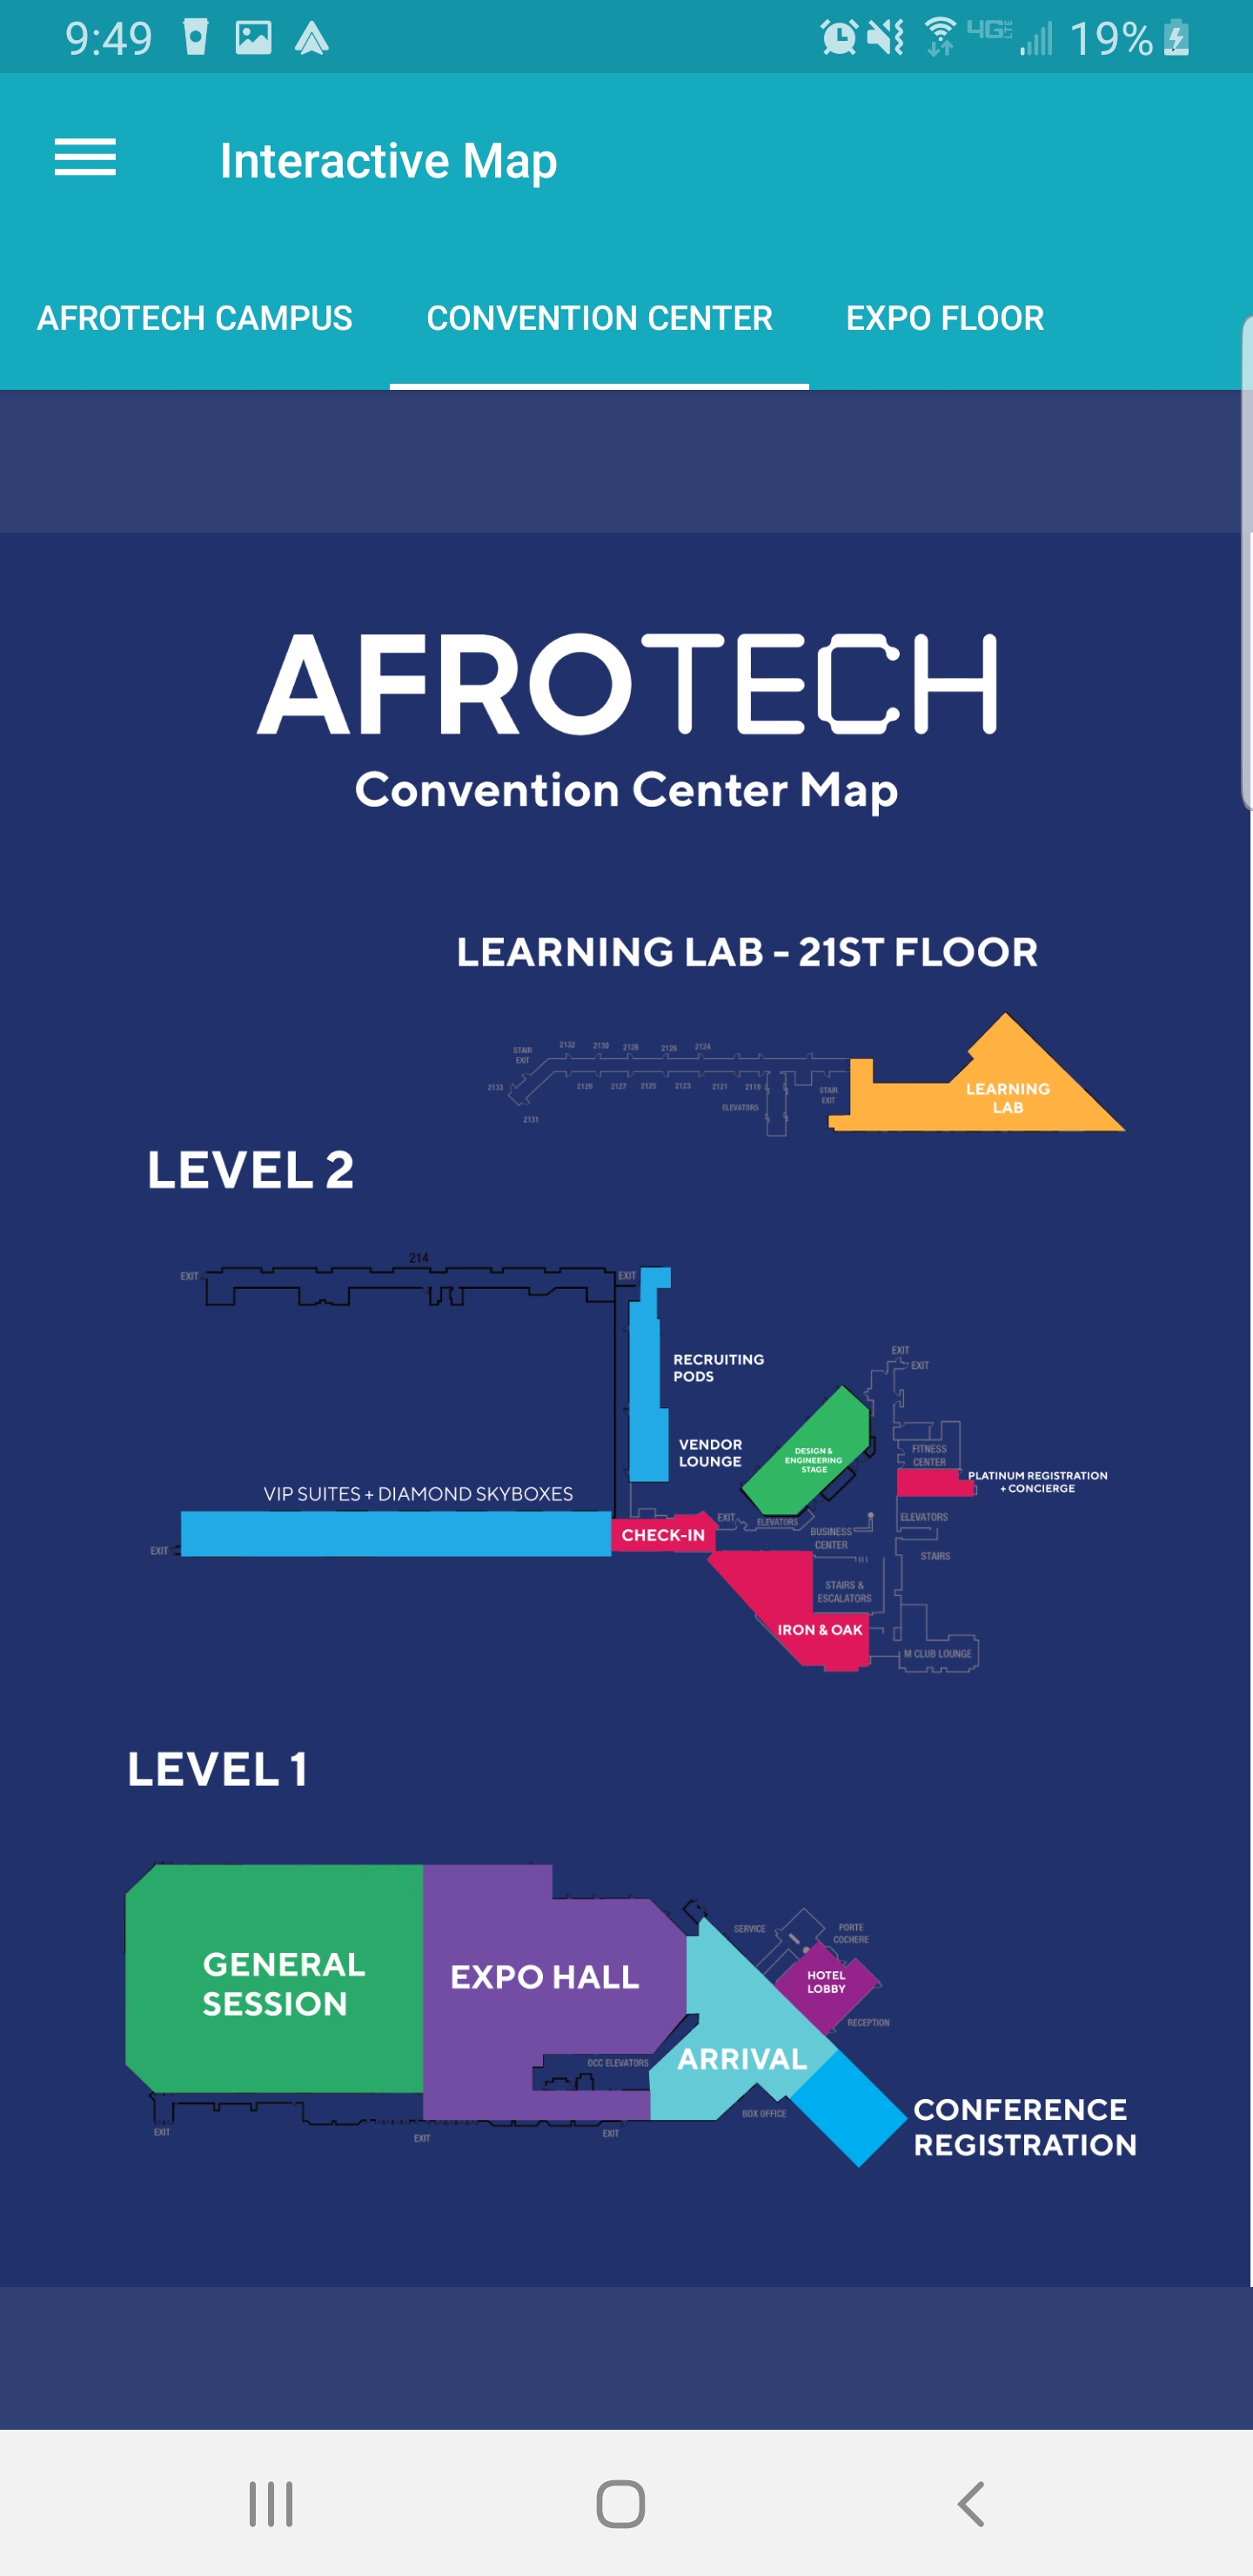 9:49
4G LTE 19%
Interactive Map
AFROTECH CAMPUS
CONVENTION CENTER
EXPO FLOOR
AFROTECH
Convention Center Map
LEARNING LAB - 21ST FLOOR
STAIR
EXIT
2132
2130
2128
2126
2124
2133
2131
2129
2127
2125
2123
2121
2119
ELEVATORS
STAIR
EXIT
LEARNING
LAB
LEVEL 2
214
EXIT
EXIT
RECRUITING
PODS
VENDOR
LOUNGE
VIP SUITES + DIAMOND SKYBOXES
EXIT
CHECK-IN
EXIT
ELEVATORS
DESIGN &
ENGINEERING
STAGE
EXIT
EXIT
FITNESS
CENTER
PLATINUM REGISTRATION
+ CONCIERGE
ELEVATORS
BUSINESS
CENTER
STAIRS
STAIRS &
ESCALATORS
IRON & OAK
M CLUB LOUNGE
LEVEL 1
GENERAL
SESSION
EXPO HALL
SERVICE
PORTE
COCHERE
HOTEL
LOBBY
RECEPTION
ARRIVAL
OCC ELEVATORS
BOX OFFICE
EXIT
EXIT
EXIT
CONFERENCE
REGISTRATION